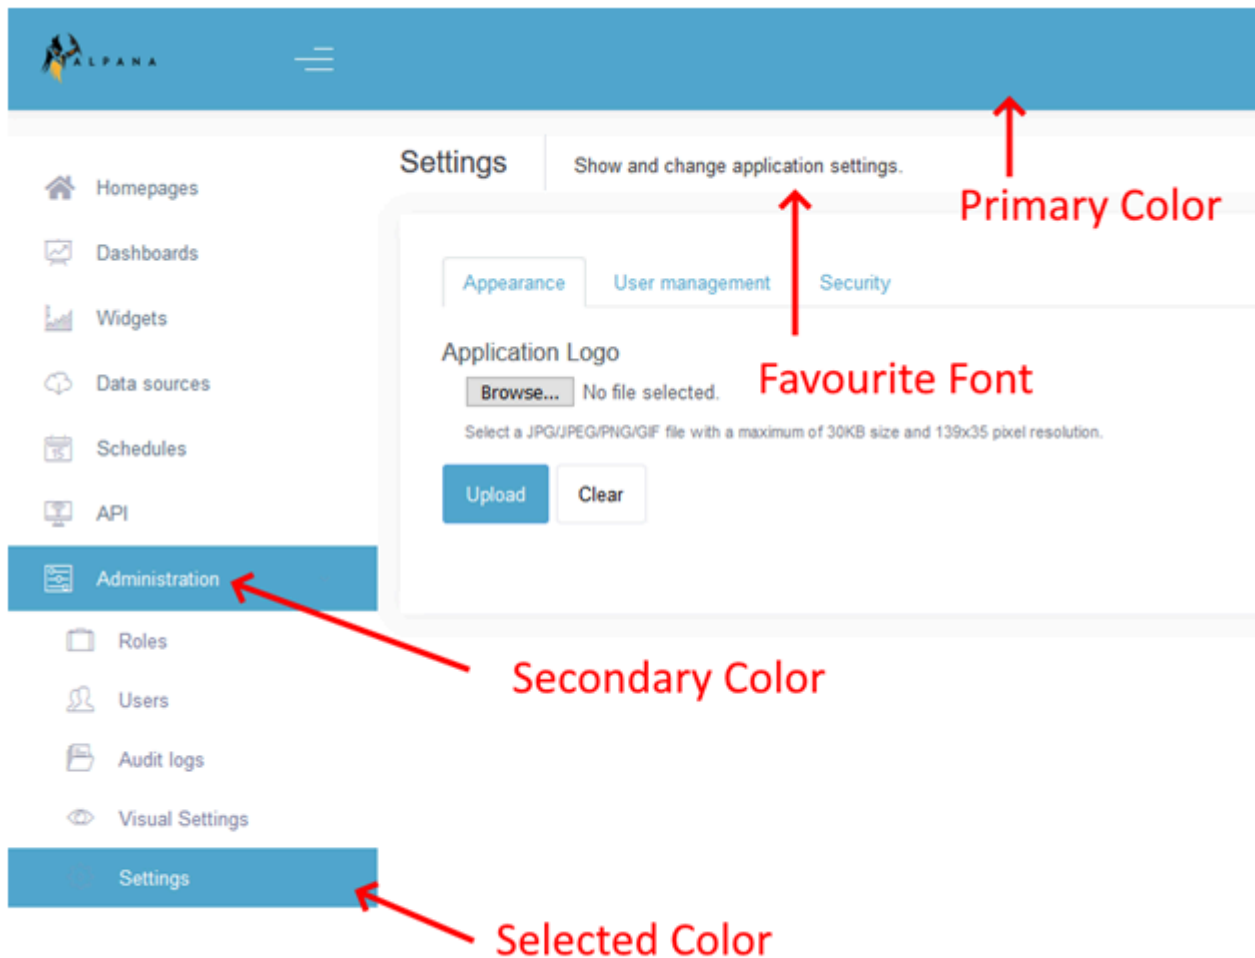 ALPANA
Settings
Show and change application settings.
Primary Color
Homepages
Dashboards
Widgets
Data sources
Schedules
API
Administration
Roles
Users
Audit logs
Visual Settings
Settings
Appearance User management Security
Application Logo
Favourite Font
Browse... No file selected.
Select a JPG/JPEG/PNG/GIF file with a maximum of 30KB size and 139x35 pixel resolution.
Upload Clear
Secondary Color
Selected Color